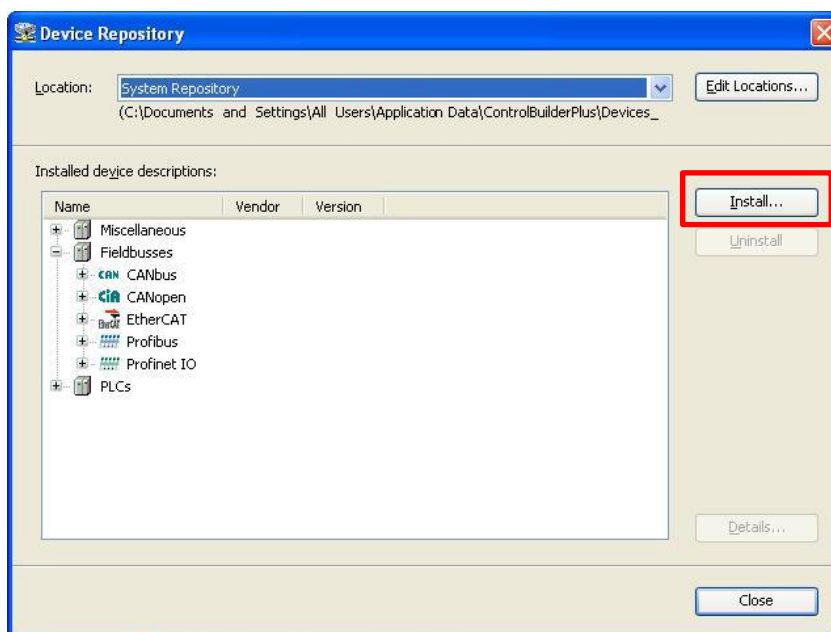 Device Repository
Location:
System Repository
Edit Locations...
(C:\Documents and Settings\All Users\Application Data\ControlBuilderPlus\Devices_
Installed device descriptions:
Name Vendor Version
Install...
Miscellaneous
Uninstall
Fieldbusses
CAN CANbus
CiA CANopen
EtherCAT
Profibus
Profinet IO
PLCs
Details...
Close